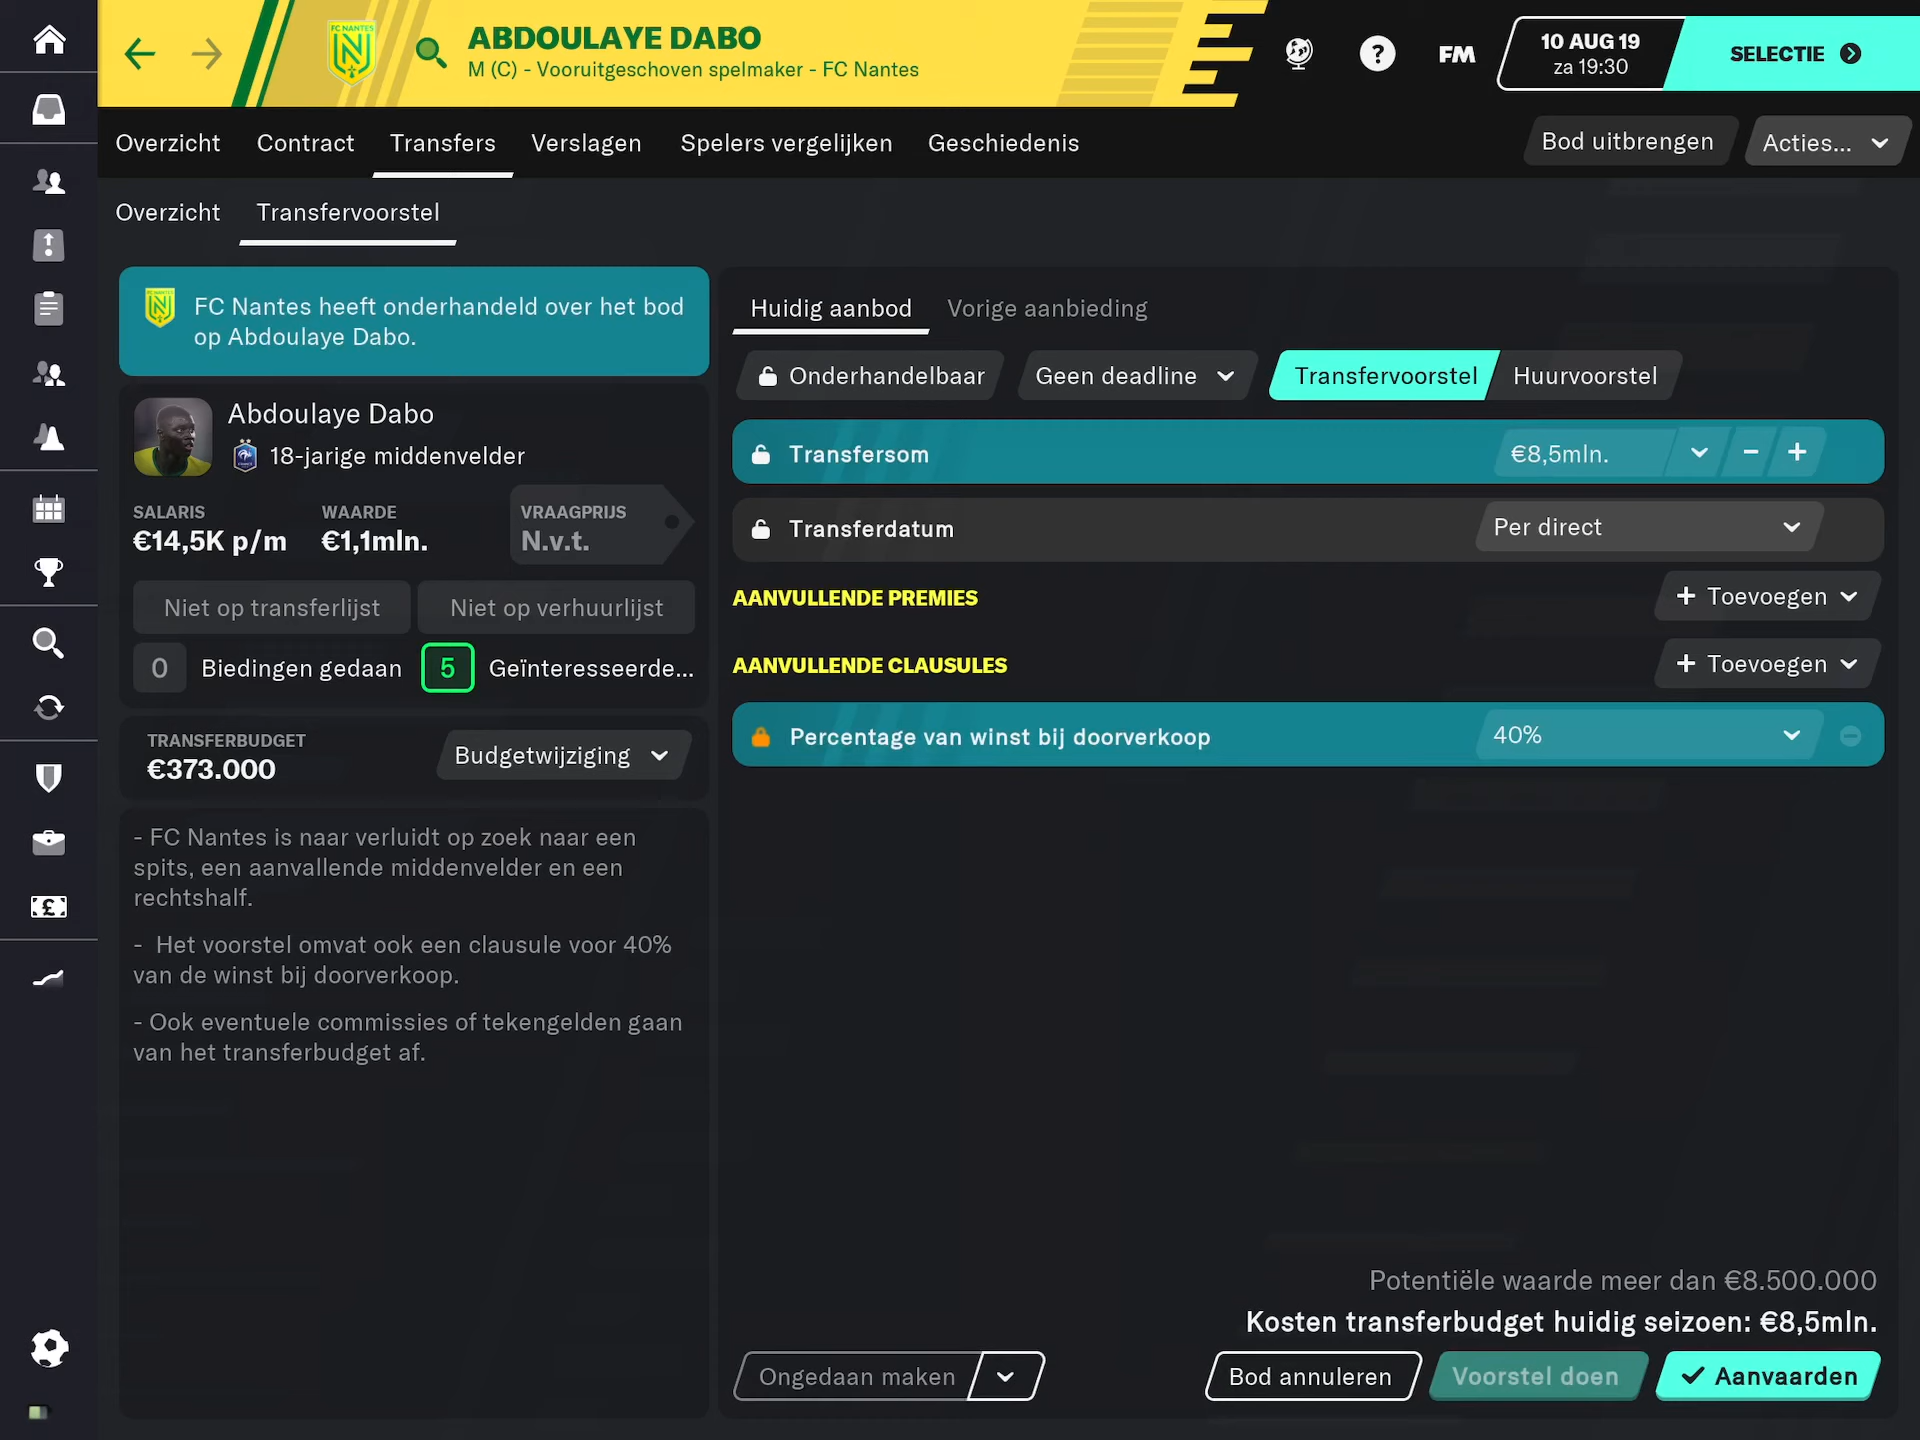 FC NANTES
ABDOULAYE DABO
M (C) - Vooruitgeschoven spelmaker - FC Nantes
?
FM
10 AUG 19
za 19:30
SELECTIE
Overzicht
Contract
Transfers
Verslagen
Spelers vergelijken
Geschiedenis
Bod uitbrengen
Acties...
Overzicht
Transfervoorstel
FC Nantes heeft onderhandeld over het bod
op Abdoulaye Dabo.
Abdoulaye Dabo
18-jarige middenvelder
SALARIS
€14,5K p/m
WAARDE
€1,1mln.
VRAAGPRIJS
N.v.t.
Niet op transferlijst
Niet op verhuurlijst
0 Biedingen gedaan
5 Geïnteresseerde...
TRANSFERBUDGET
€373.000
Budgetwijziging
- FC Nantes is naar verluidt op zoek naar een
spits, een aanvallende middenvelder en een
rechtshalf.
- Het voorstel omvat ook een clausule voor 40%
van de winst bij doorverkoop.
- Ook eventuele commissies of tekengelden gaan
van het transferbudget af.
Huidig aanbod
Vorige aanbieding
Onderhandelbaar
Geen deadline
Transfervoorstel
Huurvoorstel
Transfersom
€8,5mln.
- +
Transferdatum
Per direct
AANVULLENDE PREMIES
+ Toevoegen
AANVULLENDE CLAUSULES
+ Toevoegen
Percentage van winst bij doorverkoop
40%
Potentiële waarde meer dan €8.500.000
Kosten transferbudget huidig seizoen: €8,5mln.
Ongedaan maken
Bod annuleren
Voorstel doen
Aanvaarden